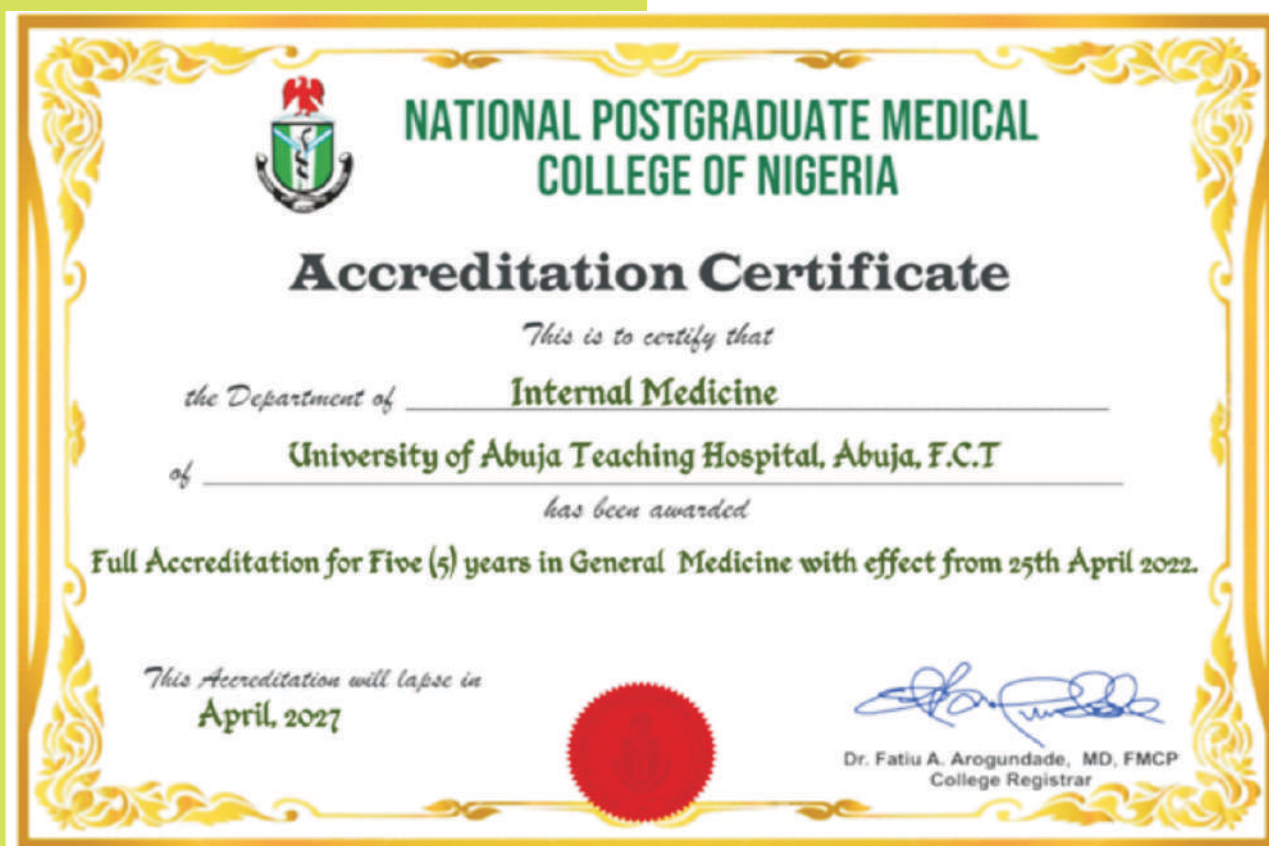 NATIONAL POSTGRADUATE MEDICAL
COLLEGE OF NIGERIA
Accreditation Certificate
This is to certify that
the Department of Internal Medicine
of University of Abuja Teaching Hospital, Abuja, F.C.T
has been awarded
Full Accreditation for Five (5) years in General Medicine with effect from 25th April 2022.
This Accreditation will lapse in
April, 2027
Dr. Fatiu A. Arogundade, MD, FMCP
College Registrar